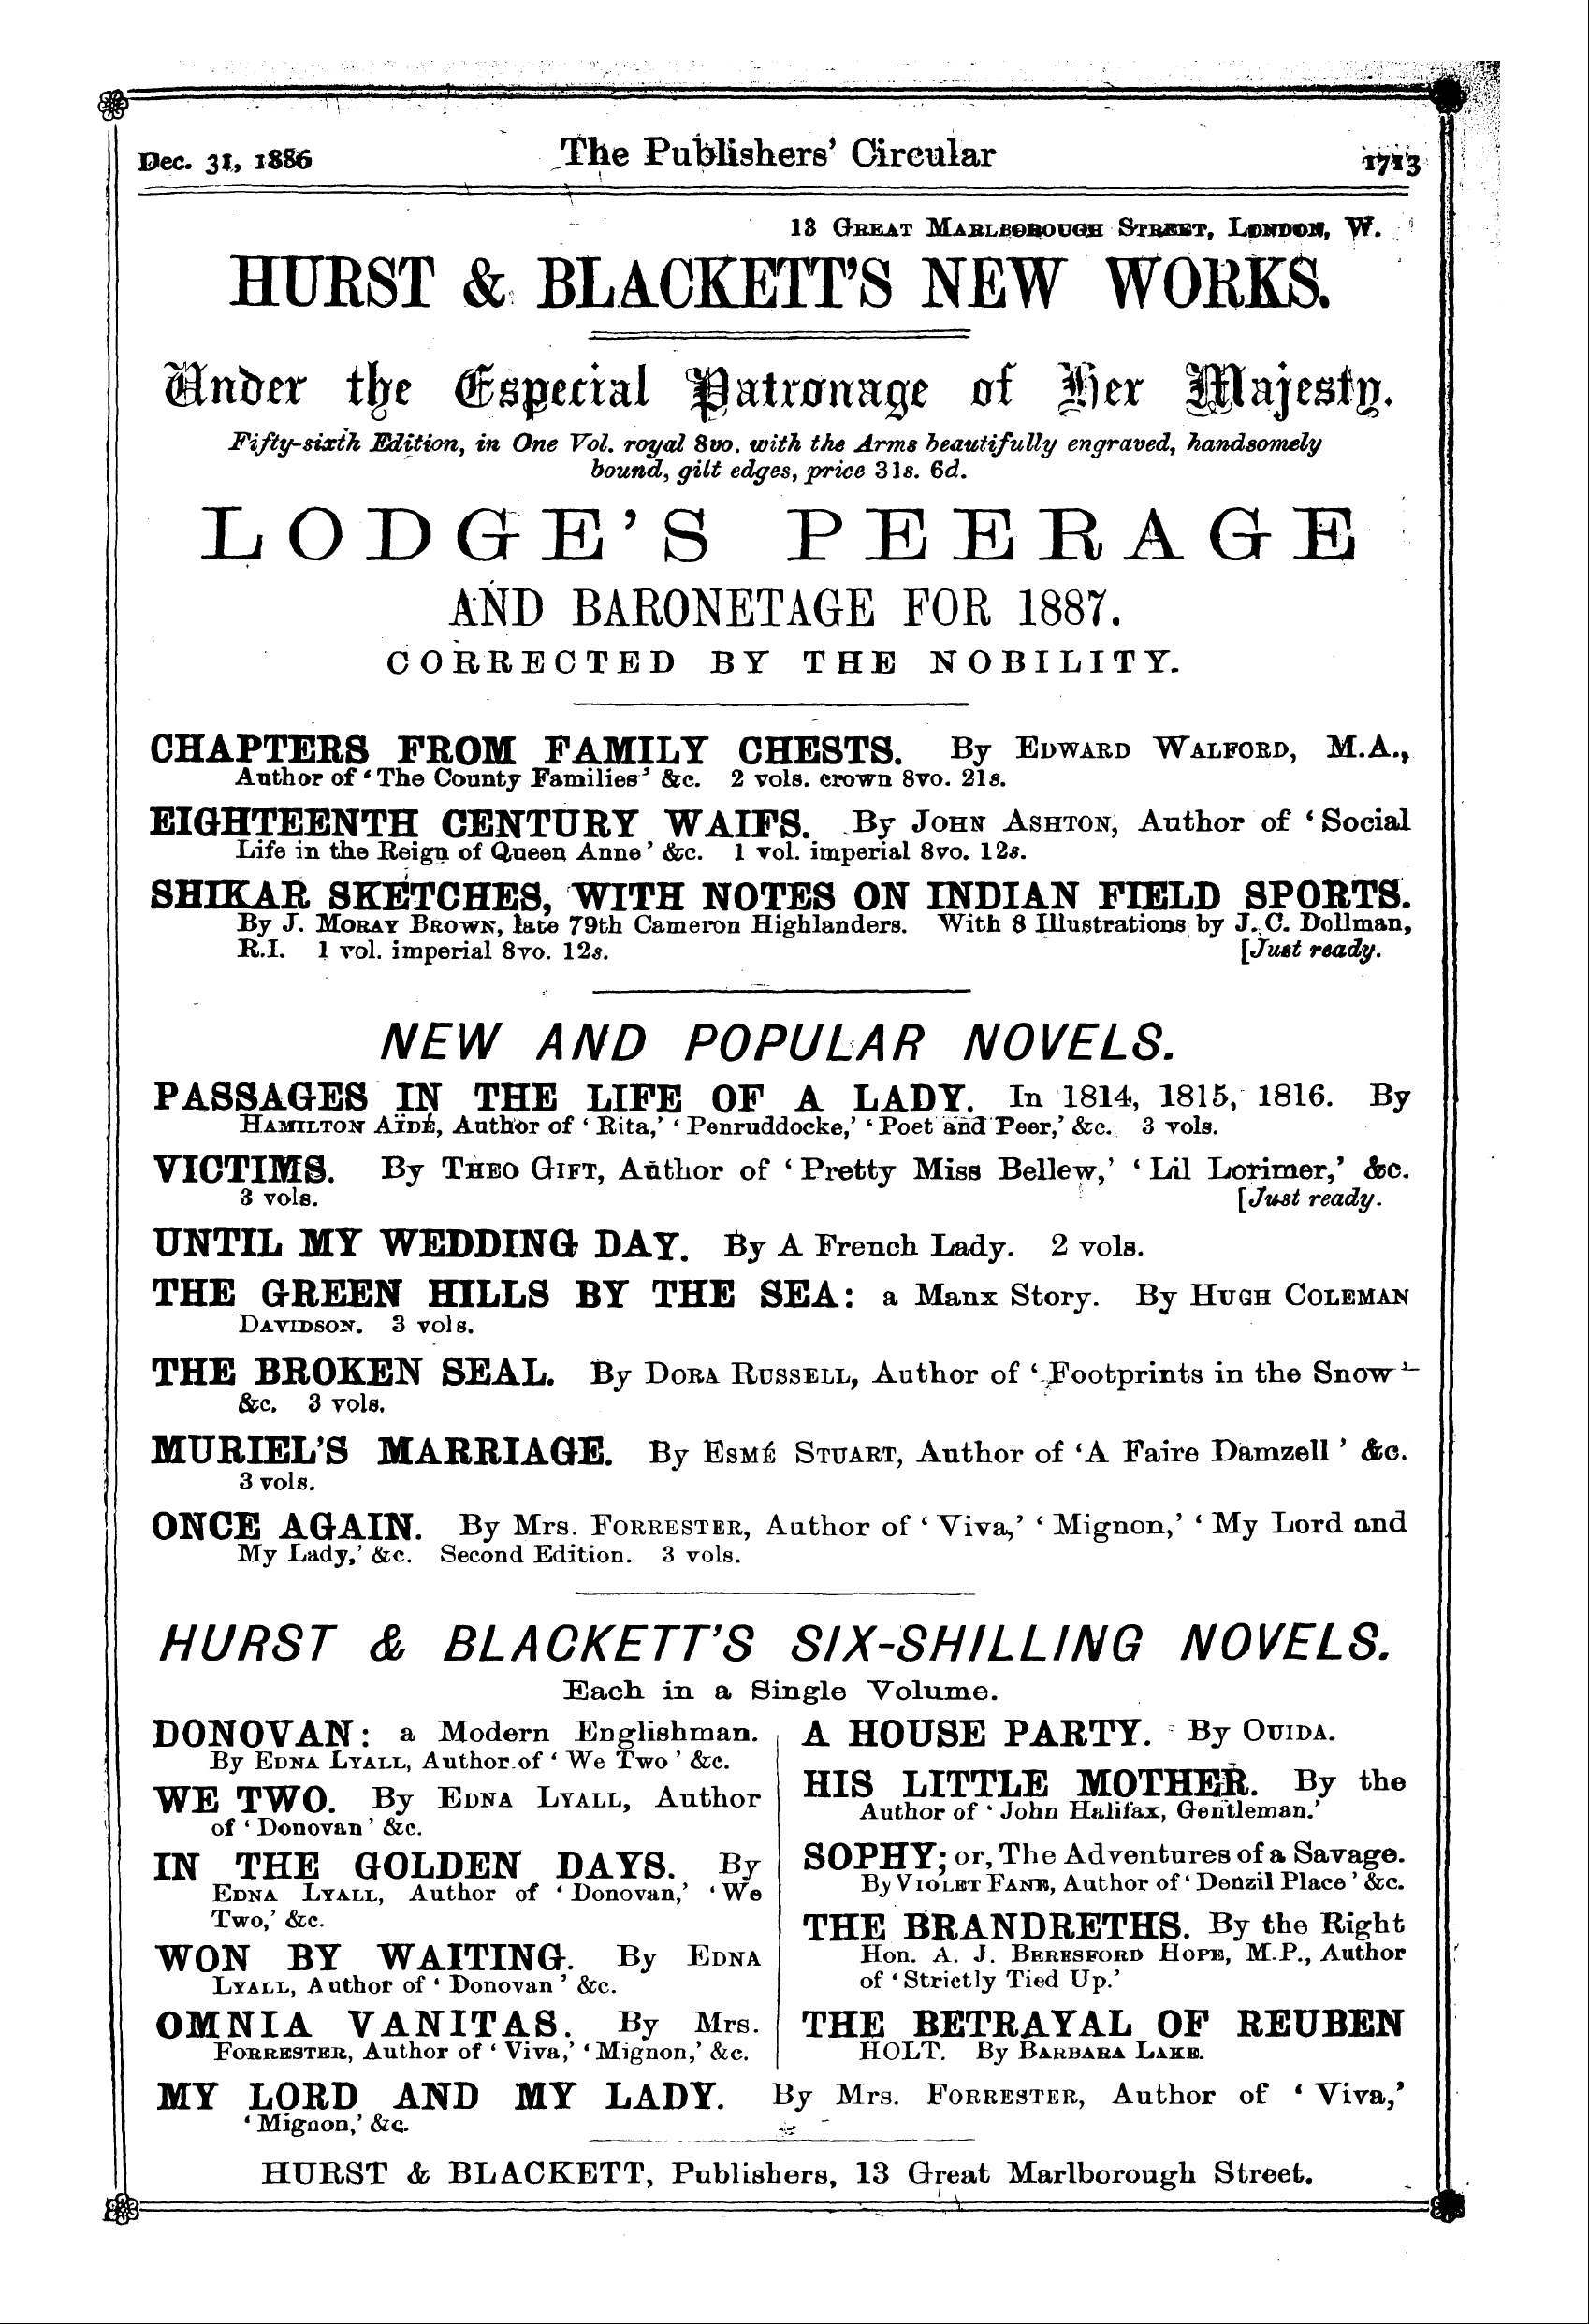 Dec. 31, 1886 The Publishers' Circular 1713
13 GREAT MARLBOROUGH STREET, LONDON, W.
HURST & BLACKETT'S NEW WORKS.
Under the Especial Patronage of Her Majesty.
Fifty-sixth Edition, in One Vol. royal 8vo. with the Arms beautifully engraved, handsomely
bound, gilt edges, price 31s. 6d.
LODGE'S PEERAGE
AND BARONETAGE FOR 1887.
CORRECTED BY THE NOBILITY.
CHAPTERS FROM FAMILY CHESTS. By EDWARD WALFORD, M.A.,
Author of 'The County Families' &c. 2 vols. crown 8vo. 21s.
EIGHTEENTH CENTURY WAIFS. By JOHN ASHTON, Author of 'Social
Life in the Reign of Queen Anne' &c. 1 vol. imperial 8vo. 12s.
SHIKAR SKETCHES, WITH NOTES ON INDIAN FIELD SPORTS.
By J. MORAY BROWN, late 79th Cameron Highlanders. With 8 Illustrations by J. C. Dollman,
R.I. 1 vol. imperial 8vo. 12s. [Just ready.
NEW AND POPULAR NOVELS.
PASSAGES IN THE LIFE OF A LADY. In 1814, 1815, 1816. By
HAMILTON AÏDÉ, Author of 'Rita,' 'Penruddocke,' 'Poet and Peer,' &c. 3 vols.
VICTIMS. By THEO GIFT, Author of 'Pretty Miss Bellew,' 'Lil Lorimer,' &c.
3 vols. [Just ready.
UNTIL MY WEDDING DAY. By A French Lady. 2 vols.
THE GREEN HILLS BY THE SEA: a Manx Story. By HUGH COLEMAN
DAVIDSON. 3 vols.
THE BROKEN SEAL. By DORA RUSSELL, Author of 'Footprints in the Snow'
&c. 3 vols.
MURIEL'S MARRIAGE. By ESMÉ STUART, Author of 'A Faire Damzell' &c.
3 vols.
ONCE AGAIN. By Mrs. FORRESTER, Author of 'Viva,' 'Mignon,' 'My Lord and
My Lady,' &c. Second Edition. 3 vols.
HURST & BLACKETT'S SIX-SHILLING NOVELS.
Each in a Single Volume.
DONOVAN: a Modern Englishman.
By EDNA LYALL, Author of 'We Two' &c.
WE TWO. By EDNA LYALL, Author
of 'Donovan' &c.
IN THE GOLDEN DAYS. By
EDNA LYALL, Author of 'Donovan,' 'We
Two,' &c.
WON BY WAITING. By EDNA
LYALL, Author of 'Donovan' &c.
OMNIA VANITAS. By Mrs.
FORRESTER, Author of 'Viva,' 'Mignon,' &c.
A HOUSE PARTY. By OUIDA.
HIS LITTLE MOTHER. By the
Author of 'John Halifax, Gentleman.'
SOPHY; or, The Adventures of a Savage.
By VIOLET FANE, Author of 'Denzil Place' &c.
THE BRANDRETHS. By the Right
Hon. A. J. BERESFORD HOPE, M.P., Author
of 'Strictly Tied Up.'
THE BETRAYAL OF REUBEN
HOLT. By BARBARA LAKE.
MY LORD AND MY LADY. By Mrs. FORRESTER, Author of 'Viva,'
'Mignon,' &c.
HURST & BLACKETT, Publishers, 13 Great Marlborough Street.